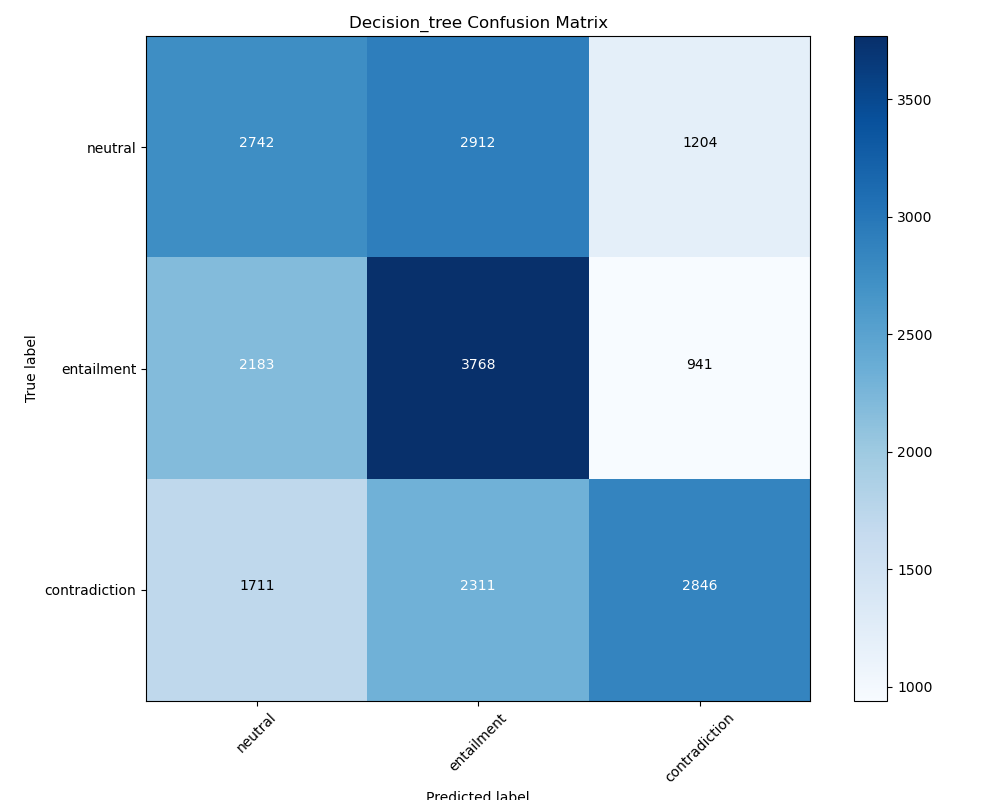 Decision_tree Confusion Matrix
neutral
2742 2912 1204
entailment
2183 3768 941
contradiction
1711 2311 2846
True label
neutral entailment contradiction
Predicted label
3500
3000
2500
2000
1500
1000